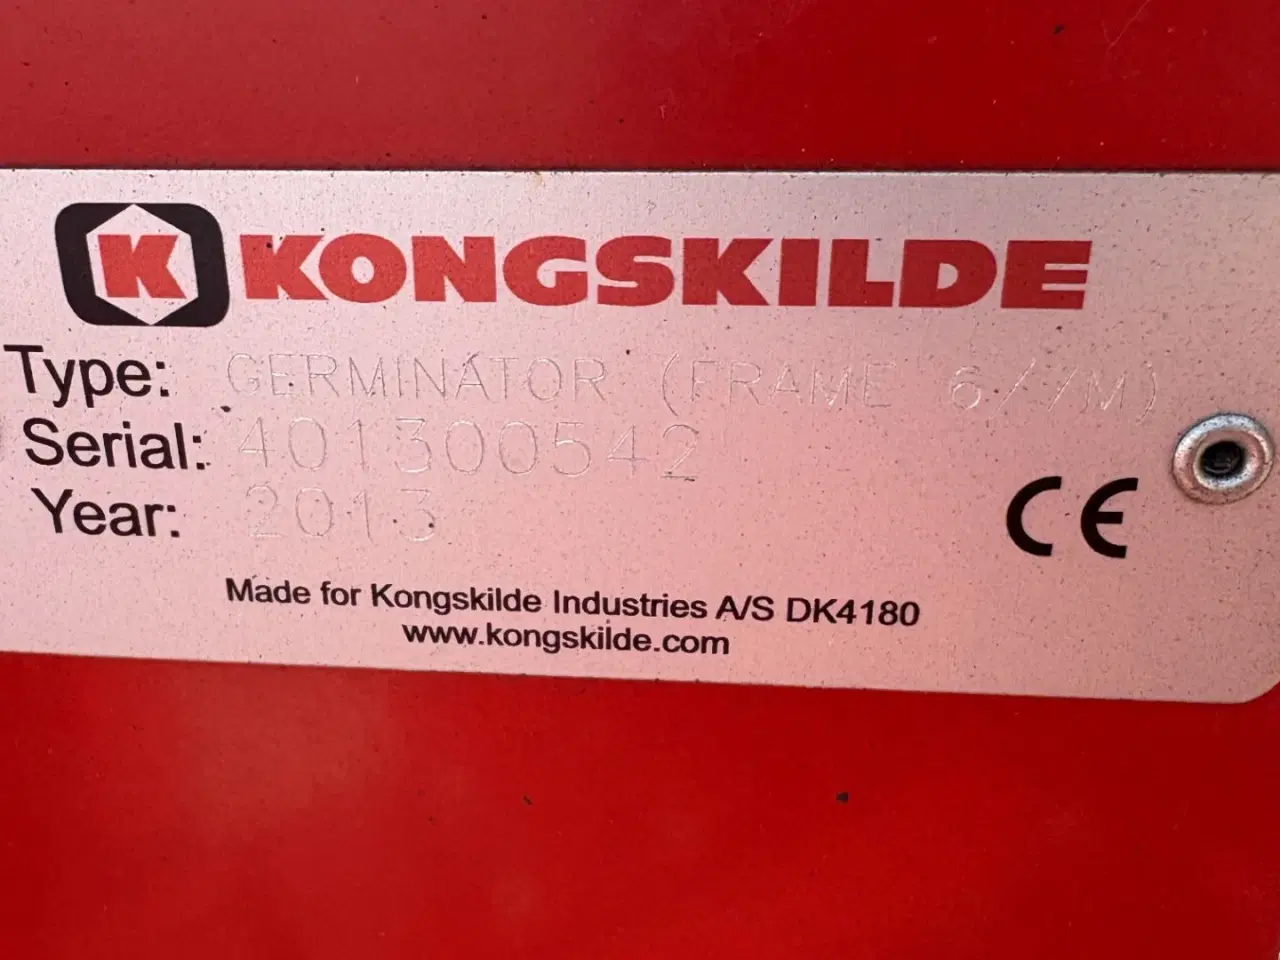 K KONGSKILDE
Type: GERMINATOR (FRAME 6/7M)
Serial: 401300542
Year: 2013
CE
Made for Kongskilde Industries A/S DK4180
www.kongskilde.com